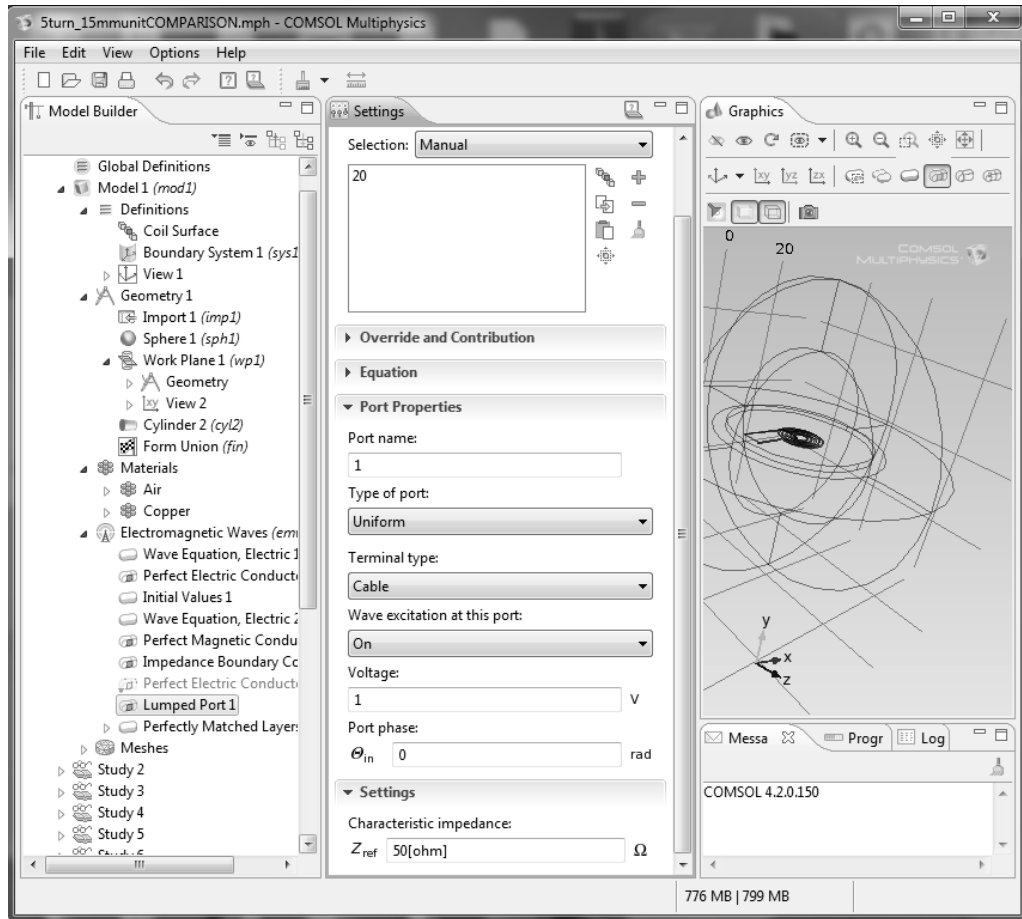 5turn_15mmunitCOMPARISON.mph - COMSOL Multiphysics
File Edit View Options Help
Model Builder
Global Definitions
Model 1 (mod1)
Definitions
Coil Surface
Boundary System 1 (sys1
View 1
Geometry 1
Import 1 (imp1)
Sphere 1 (sph1)
Work Plane 1 (wp1)
Geometry
View 2
Cylinder 2 (cyl2)
Form Union (fin)
Materials
Air
Copper
Electromagnetic Waves (em
Wave Equation, Electric 1
Perfect Electric Conducto
Initial Values 1
Wave Equation, Electric 2
Perfect Magnetic Condu
Impedance Boundary Co
Perfect Electric Conducto
Lumped Port 1
Perfectly Matched Layer
Meshes
Study 2
Study 3
Study 4
Study 5
Settings
Selection: Manual
20
Override and Contribution
Equation
Port Properties
Port name:
1
Type of port:
Uniform
Terminal type:
Cable
Wave excitation at this port:
On
Voltage:
1 V
Port phase:
Θin 0 rad
Settings
Characteristic impedance:
Zref 50[ohm] Ω
Graphics
xy yz zx
0 20
COMSOL
MULTIPHYSICS
y
x
z
Messa Progr Log
COMSOL 4.2.0.150
776 MB | 799 MB